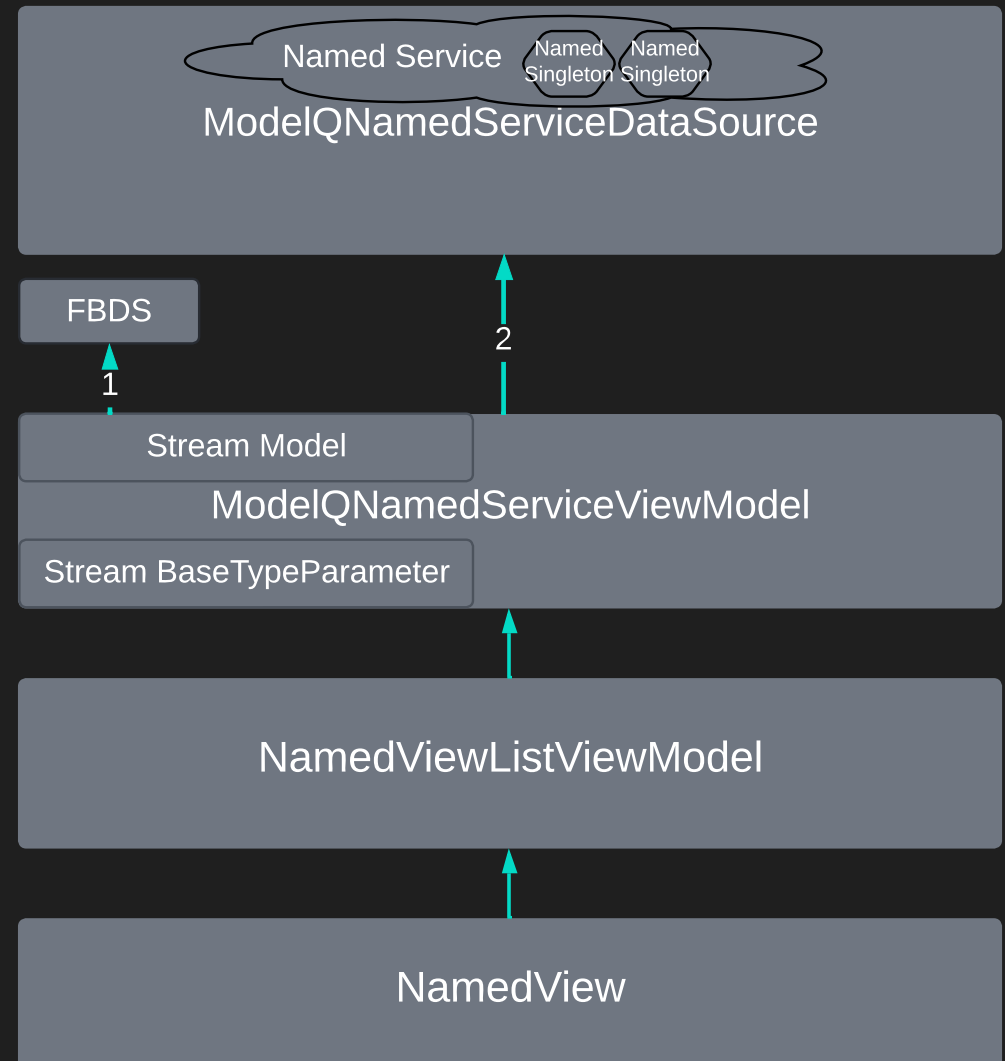 Named Service
Named
Singleton
Named
Singleton
ModelQNamedServiceDataSource
FBDS
1
2
Stream Model
ModelQNamedServiceViewModel
Stream BaseTypeParameter
NamedViewListViewModel
NamedView